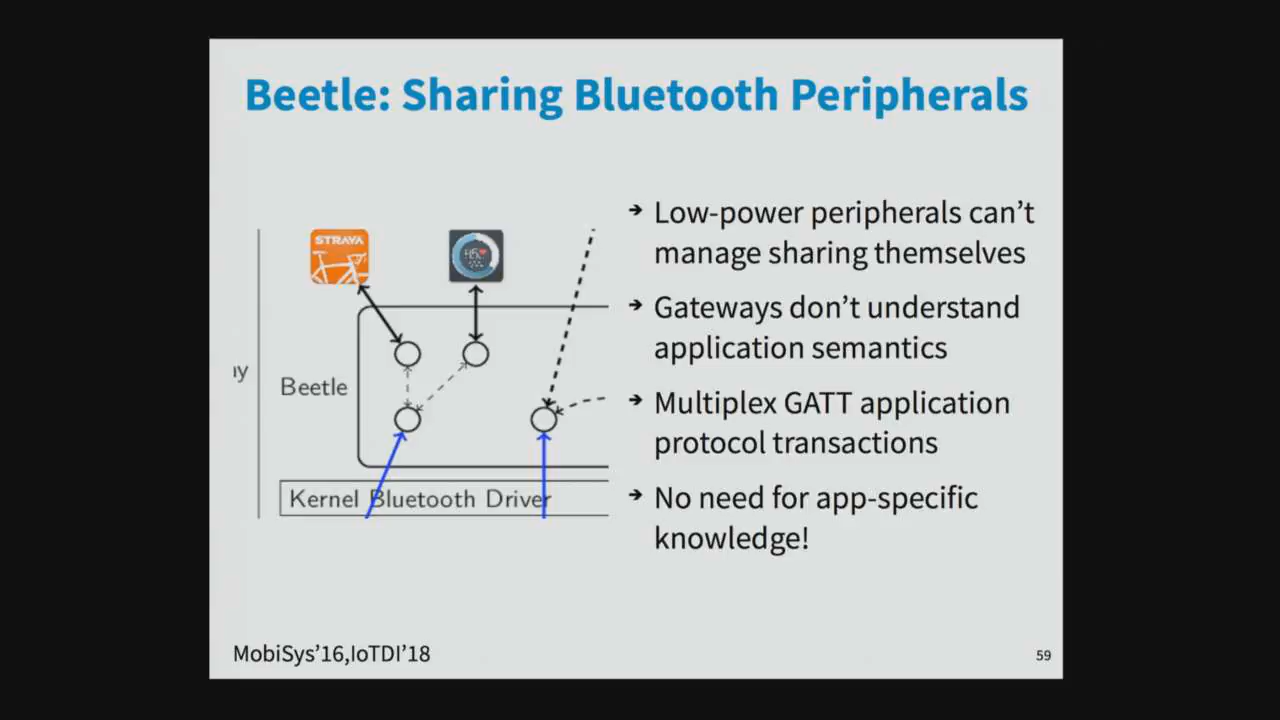 Beetle: Sharing Bluetooth Peripherals
STRAVA
Beetle
Kernel Bluetooth Driver
➔ Low-power peripherals can’t
manage sharing themselves
➔ Gateways don’t understand
application semantics
➔ Multiplex GATT application
protocol transactions
➔ No need for app-specific
knowledge!
MobiSys’16,IoTDI’18
59